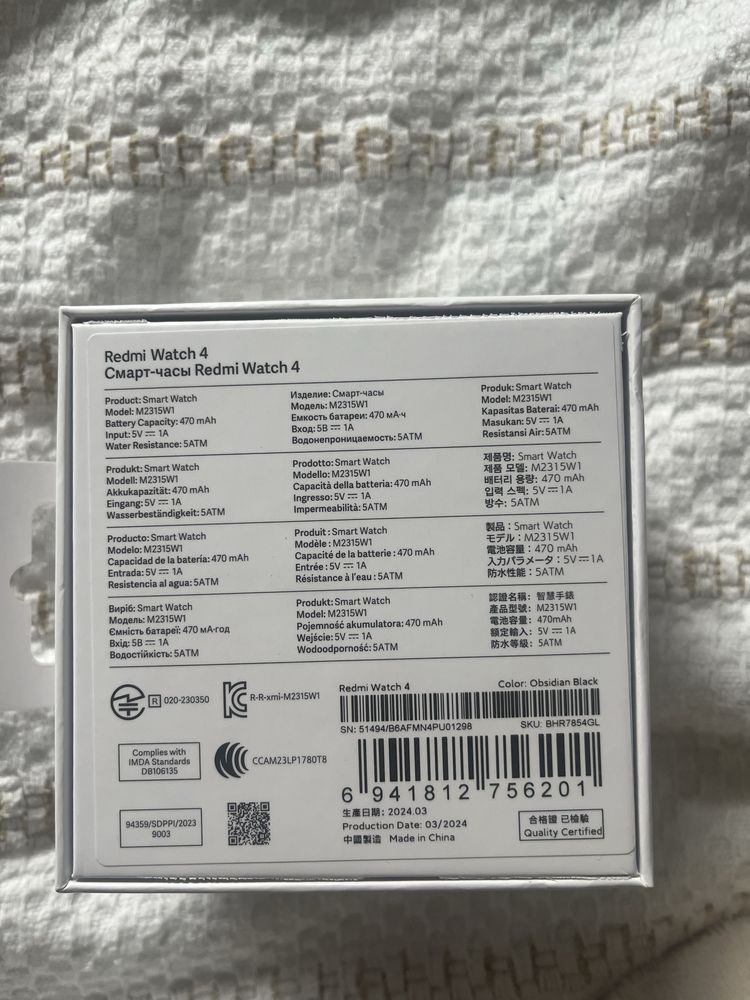 Redmi Watch 4
Смарт-часы Redmi Watch 4
Product: Smart Watch
Model: M2315W1
Battery Capacity: 470 mAh
Input: 5V ⎓ 1A
Water Resistance: 5ATM
Изделие: Смарт-часы
Модель: M2315W1
Емкость батареи: 470 мА·ч
Вход: 5В ⎓ 1A
Водонепроницаемость: 5ATM
Produk: Smart Watch
Model: M2315W1
Kapasitas Baterai: 470 mAh
Masukan: 5V ⎓ 1A
Resistansi Air: 5ATM
Produkt: Smart Watch
Modell: M2315W1
Akkukapazität: 470 mAh
Eingang: 5V ⎓ 1A
Wasserbeständigkeit: 5ATM
Prodotto: Smart Watch
Modello: M2315W1
Capacità della batteria: 470 mAh
Ingresso: 5V ⎓ 1A
Impermeabilità: 5ATM
제품명: Smart Watch
제품 모델: M2315W1
배터리 용량: 470 mAh
입력 스펙: 5V ⎓ 1A
방수: 5ATM
Producto: Smart Watch
Modelo: M2315W1
Capacidad de la batería: 470 mAh
Entrada: 5V ⎓ 1A
Resistencia al agua: 5ATM
Produit : Smart Watch
Modèle : M2315W1
Capacité de la batterie : 470 mAh
Entrée : 5V ⎓ 1A
Résistance à l'eau : 5ATM
製品：Smart Watch
モデル：M2315W1
電池容量：470 mAh
入力パラメータ：5V ⎓ 1A
防水性能：5ATM
Виріб: Smart Watch
Модель: M2315W1
Ємність батареї: 470 мА·год
Вхід: 5В ⎓ 1A
Водостійкість: 5ATM
Produkt: Smart Watch
Model: M2315W1
Pojemność akumulatora: 470 mAh
Wejście: 5V ⎓ 1A
Wodoodporność: 5ATM
認證名稱：智慧手錶
產品型號：M2315W1
電池容量：470mAh
額定輸入：5V ⎓ 1A
防水等級：5ATM
R 020-230350
R-R-xmi-M2315W1
Redmi Watch 4
Color: Obsidian Black
SN: 51494/B6AFMN4PU01298
SKU: BHR7854GL
Complies with
IMDA Standards
DB106135
CCAM23LP1780T8
6 941812 756201
94359/SDPPI/2023
9003
生產日期：2024.03
Production Date: 03/2024
中國製造 Made in China
合格證 已檢驗
Quality Certified